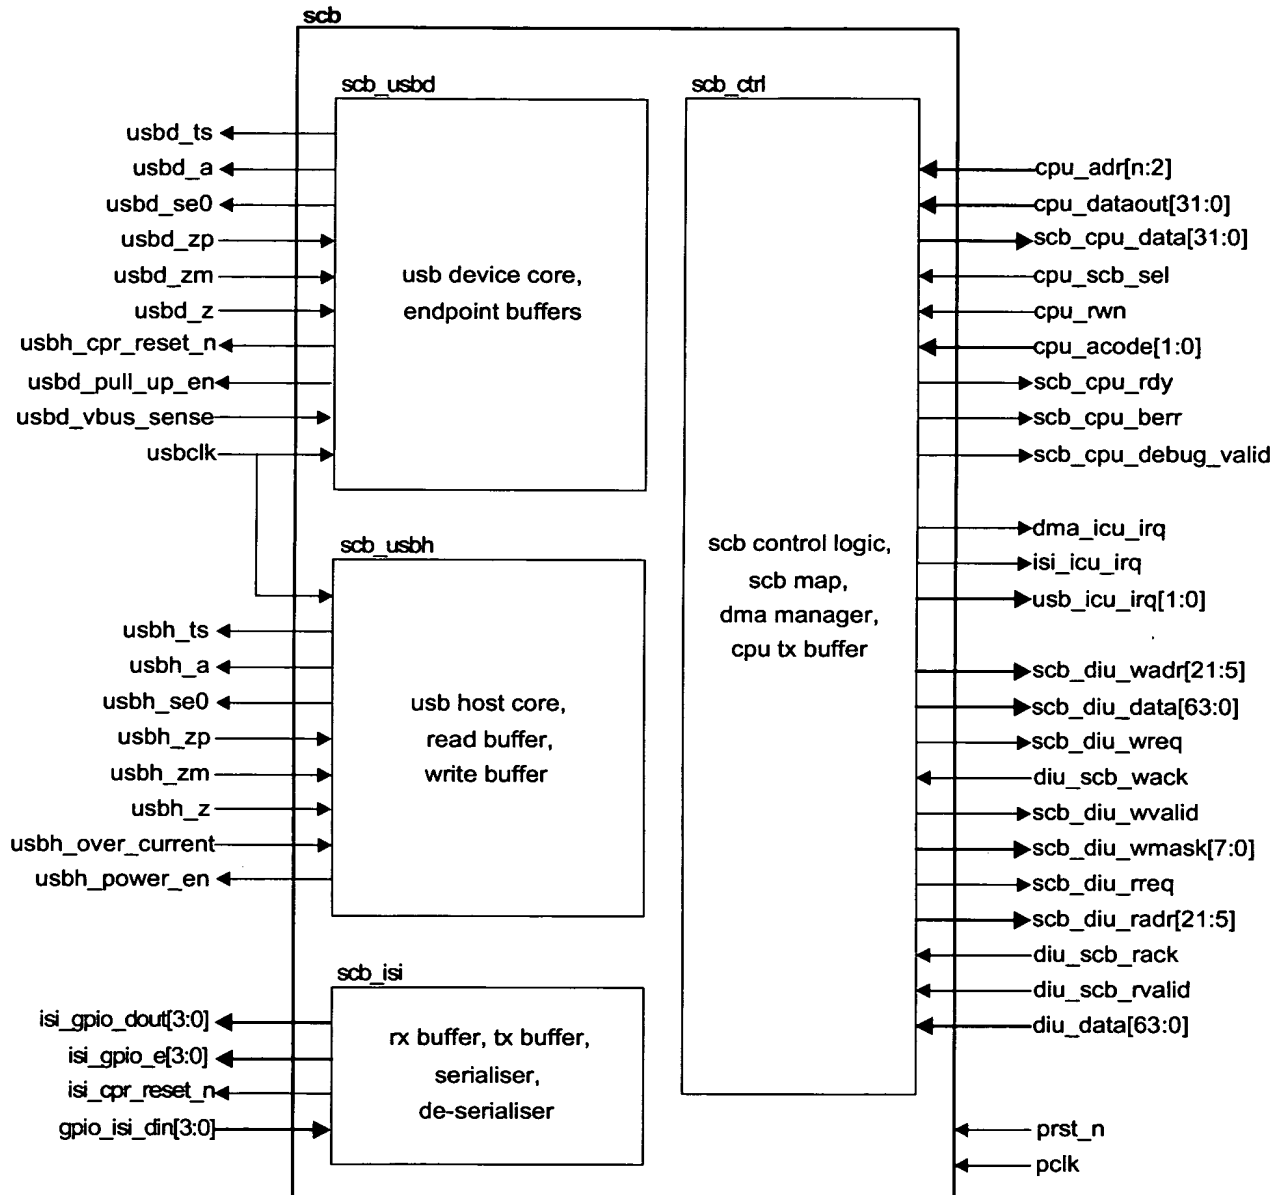 scb
scb_usbd
usbd_ts
usbd_a
usbd_se0
usbd_zp
usbd_zm
usbd_z
usbh_cpr_reset_n
usbd_pull_up_en
usbd_vbus_sense
usbclk
usb device core,
endpoint buffers
scb_usbh
usbh_ts
usbh_a
usbh_se0
usbh_zp
usbh_zm
usbh_z
usbh_over_current
usbh_power_en
usb host core,
read buffer,
write buffer
scb_isi
isi_gpio_dout[3:0]
isi_gpio_e[3:0]
isi_cpr_reset_n
gpio_isi_din[3:0]
rx buffer, tx buffer,
serialiser,
de-serialiser
scb_ctrl
scb control logic,
scb map,
dma manager,
cpu tx buffer
cpu_adr[n:2]
cpu_dataout[31:0]
scb_cpu_data[31:0]
cpu_scb_sel
cpu_rwn
cpu_acode[1:0]
scb_cpu_rdy
scb_cpu_berr
scb_cpu_debug_valid
dma_icu_irq
isi_icu_irq
usb_icu_irq[1:0]
scb_diu_wadr[21:5]
scb_diu_data[63:0]
scb_diu_wreq
diu_scb_wack
scb_diu_wvalid
scb_diu_wmask[7:0]
scb_diu_rreq
scb_diu_radr[21:5]
diu_scb_rack
diu_scb_rvalid
diu_data[63:0]
prst_n
pclk